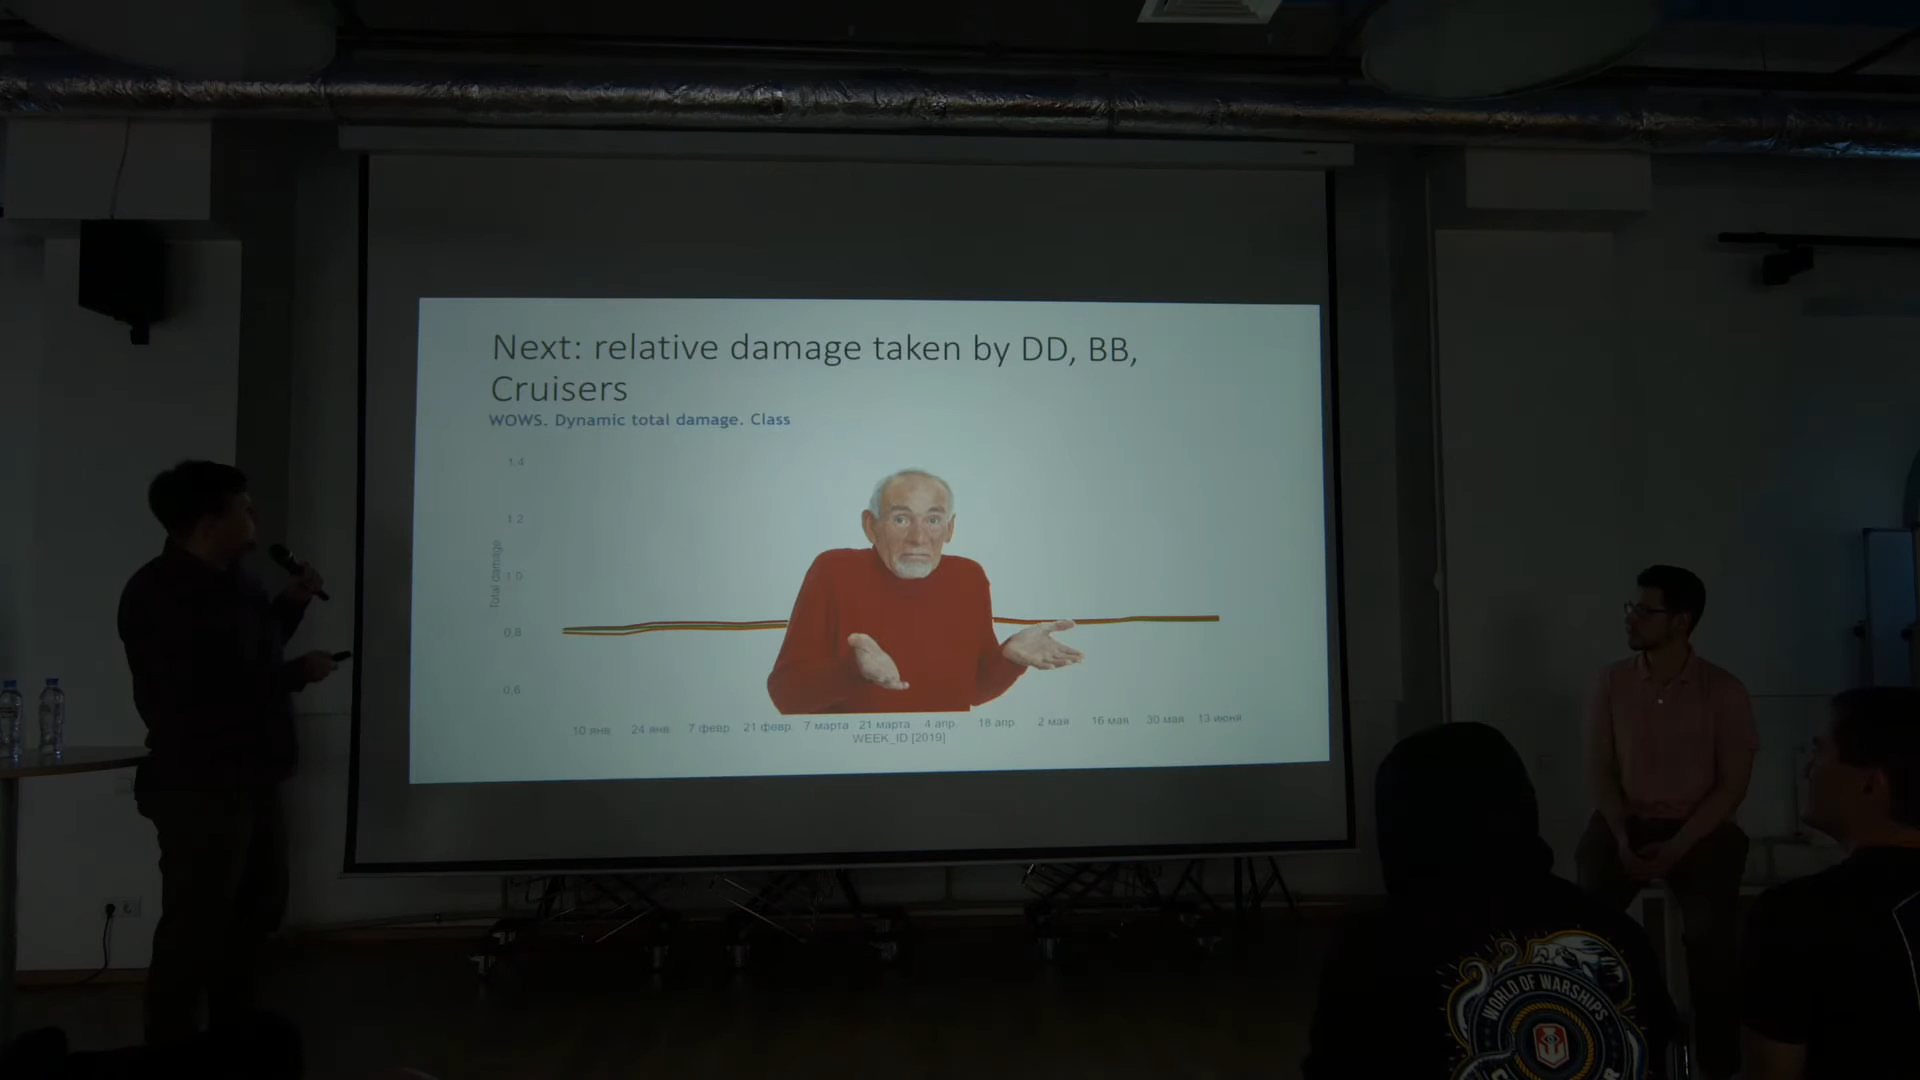 Next: relative damage taken by DD, BB,
Cruisers
WOWS. Dynamic total damage. Class
1.4
1.2
1.0
0.8
0.6
Total damage
10 янв.
24 янв.
7 февр.
21 февр.
7 марта
21 марта
4 апр.
18 апр.
2 мая
16 мая
30 мая
13 июня
WEEK_ID [2019]
WORLD OF WARSHIPS